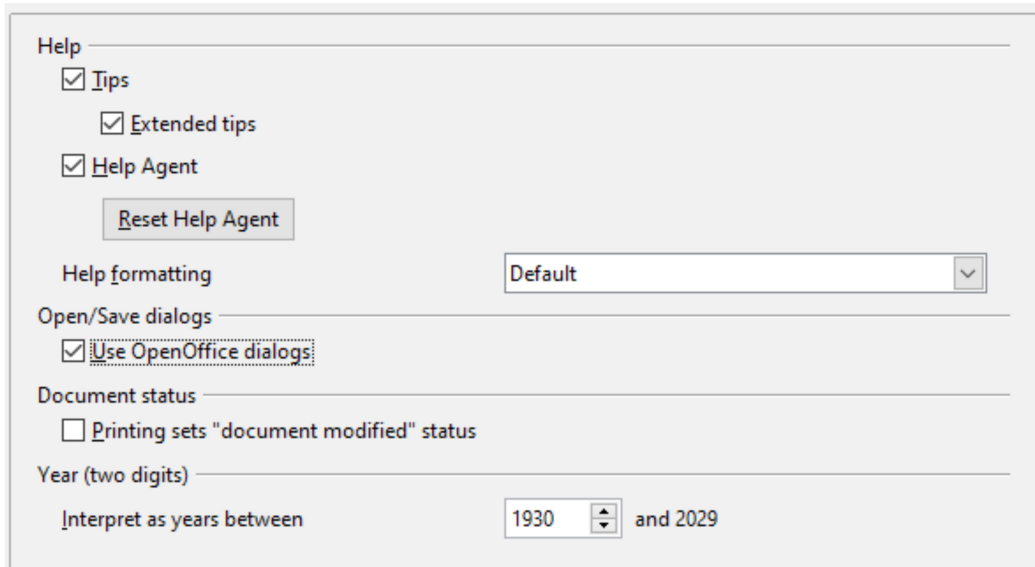 Help
Tips
Extended tips
Help Agent
Reset Help Agent
Help formatting Default
Open/Save dialogs
Use OpenOffice dialogs
Document status
Printing sets "document modified" status
Year (two digits)
Interpret as years between 1930 and 2029